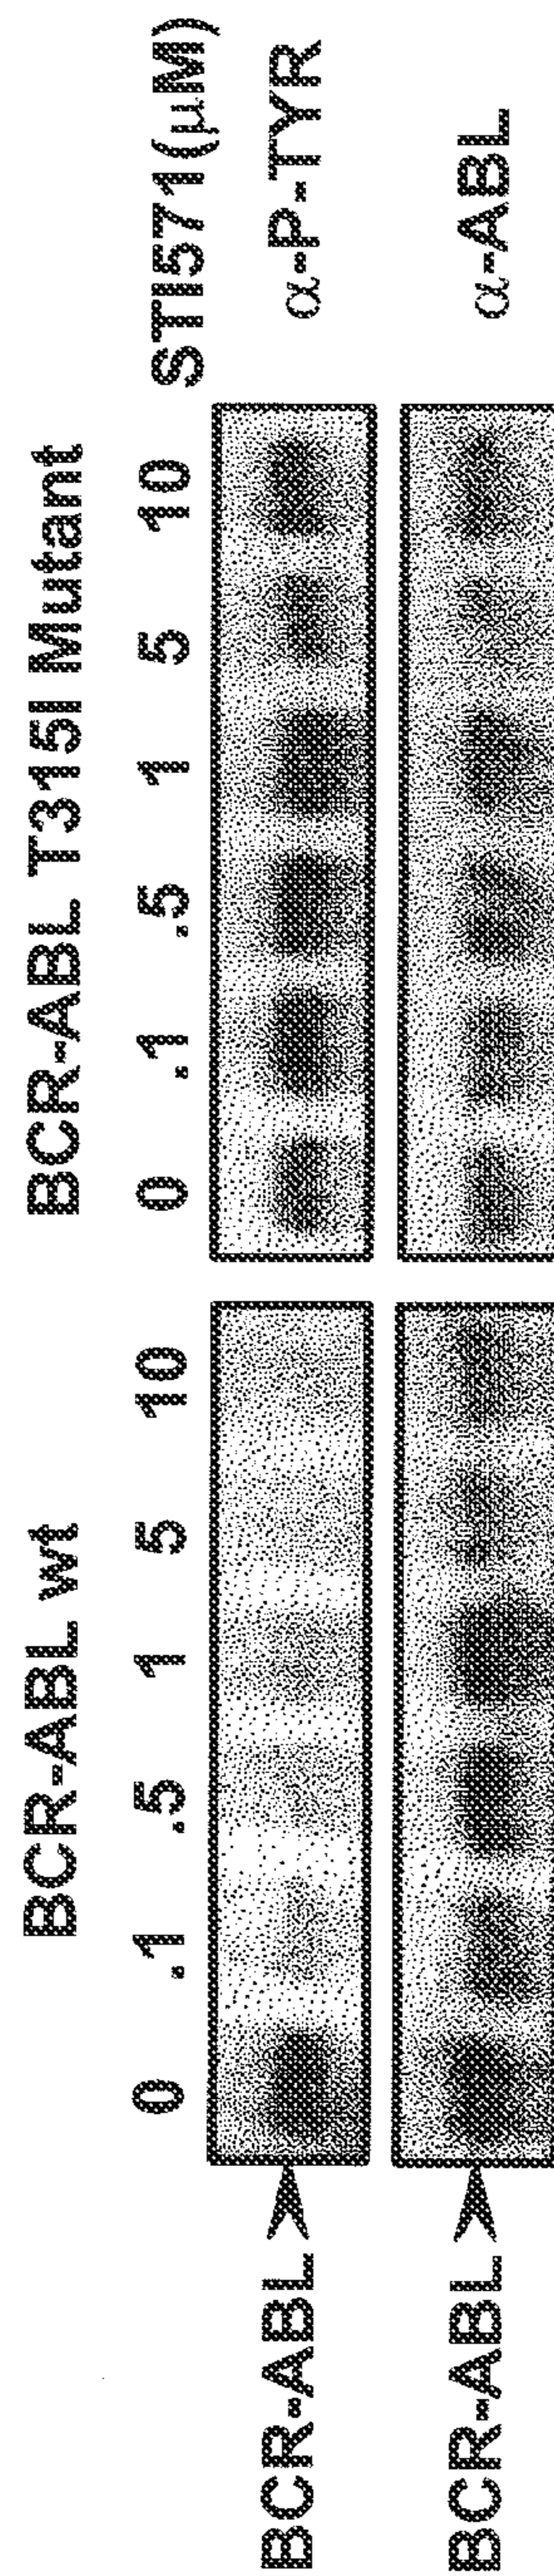 BCR-ABL wt BCR-ABL T315I Mutant
0 .1 .5 1 5 10 0 .1 .5 1 5 10 STI571(μM)
BCR-ABL α-P-TYR
BCR-ABL α-ABL